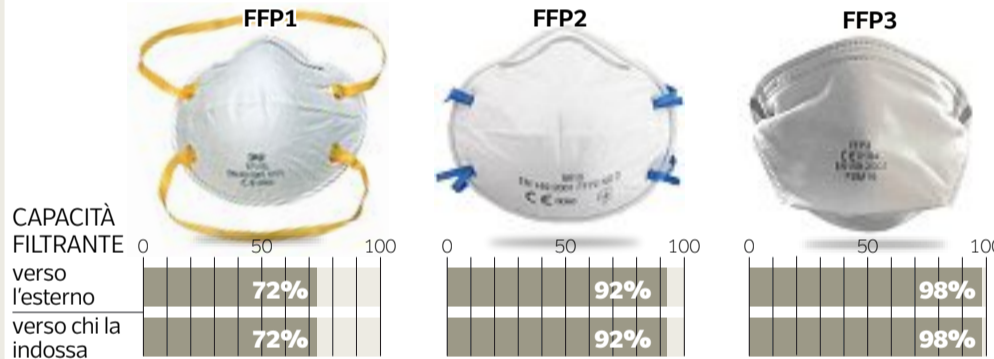 FFP1 FFP2 FFP3
CAPACITÀ
FILTRANTE 0 50 100 0 50 100 0 50 100
verso
l'esterno 72% 92% 98%
verso chi la
indossa 72% 92% 98%